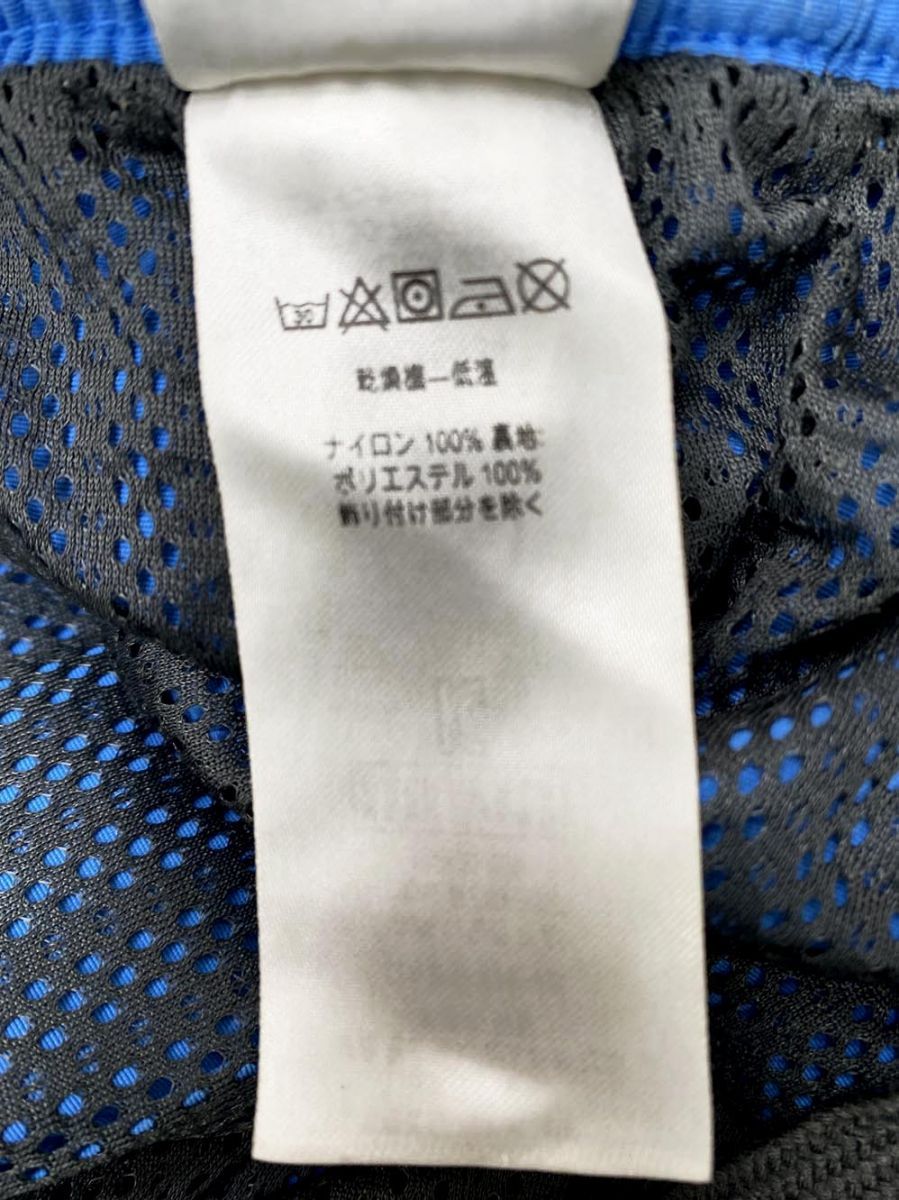 30
乾燥機—低温
ナイロン 100% 裏地:
ポリエステル 100%
飾り付け部分を除く